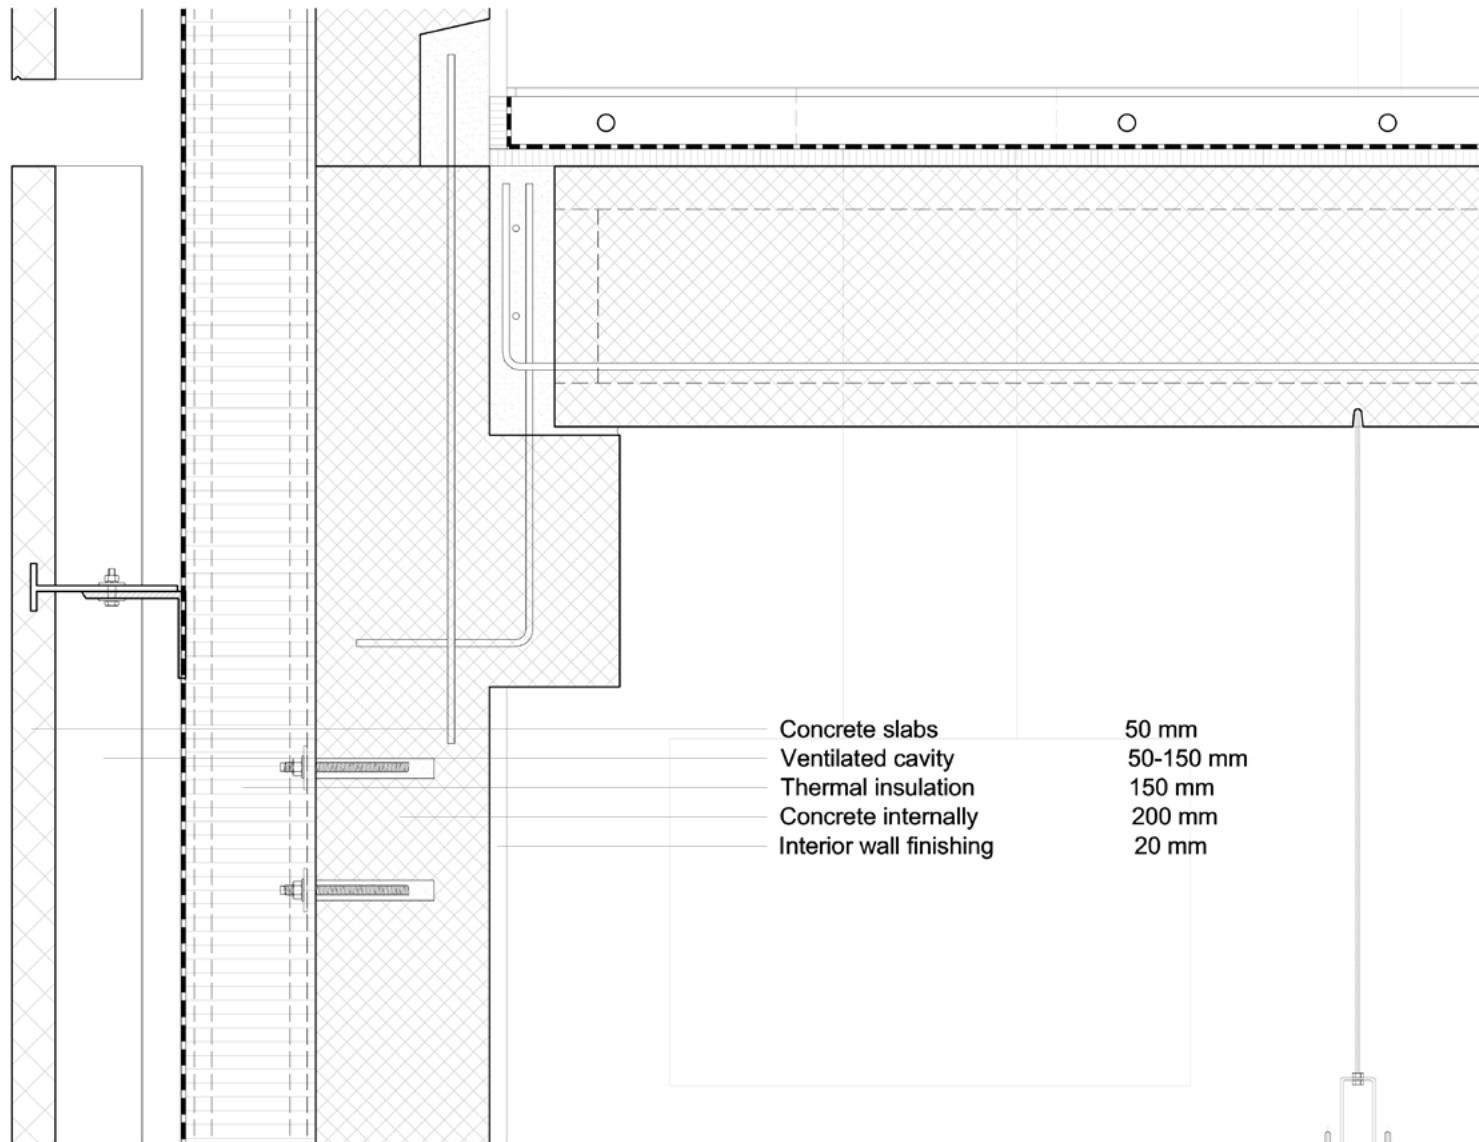 Concrete slabs 50 mm
Ventilated cavity 50-150 mm
Thermal insulation 150 mm
Concrete internally 200 mm
Interior wall finishing 20 mm